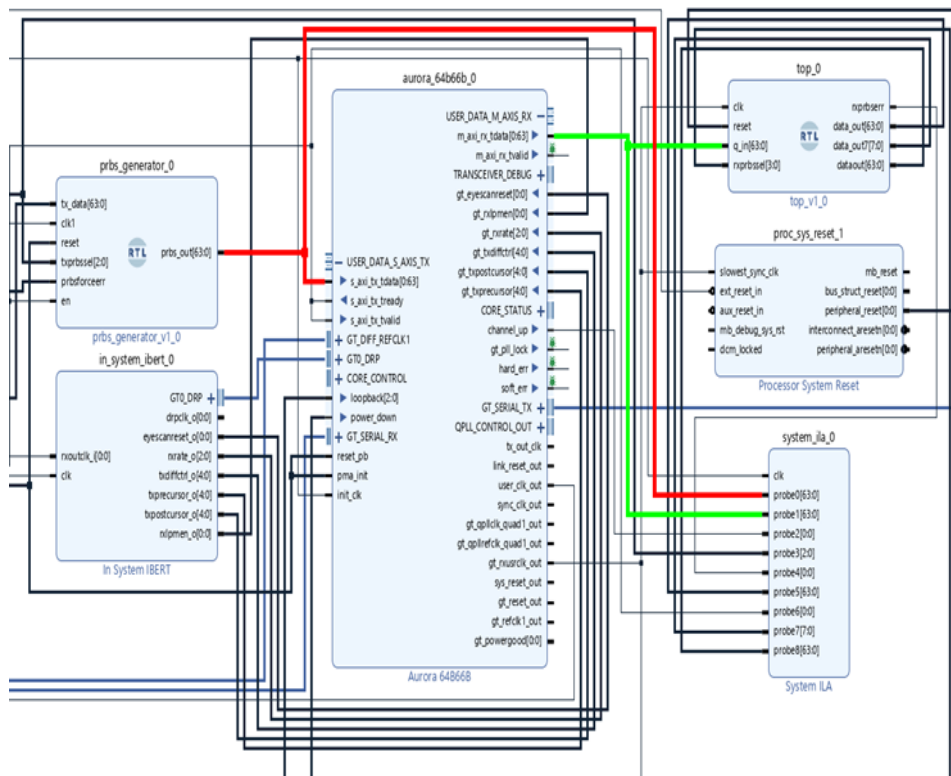 prbs_generator_0
tx_data[63:0]
clk1
reset
txprbssel[2:0]
prbsforceerr
en
RTL
prbs_out[63:0]
prbs_generator_v1_0
in_system_ibert_0
rxoutclk_i[0:0]
clk
GT0_DRP
drpclk_o[0:0]
eyescanreset_o[0:0]
rxrate_o[2:0]
txdiffctrl_o[4:0]
txprecursor_o[4:0]
txpostcursor_o[4:0]
rxlpmen_o[0:0]
In System IBERT
aurora_64b66b_0
USER_DATA_S_AXIS_TX
s_axi_tx_tdata[0:63]
s_axi_tx_tready
s_axi_tx_tvalid
GT_DIFF_REFCLK1
GT0_DRP
CORE_CONTROL
loopback[2:0]
power_down
GT_SERIAL_RX
reset_pb
pma_init
init_clk
USER_DATA_M_AXIS_RX
m_axi_rx_tdata[0:63]
m_axi_rx_tvalid
TRANSCEIVER_DEBUG
gt_eyescanreset[0:0]
gt_rxlpmen[0:0]
gt_rxrate[2:0]
gt_txdiffctrl[4:0]
gt_txpostcursor[4:0]
gt_txprecursor[4:0]
CORE_STATUS
channel_up
gt_pll_lock
hard_err
soft_err
GT_SERIAL_TX
QPLL_CONTROL_OUT
tx_out_clk
link_reset_out
user_clk_out
sync_clk_out
gt_qpllclk_quad1_out
gt_qpllrefclk_quad1_out
gt_rxusrclk_out
sys_reset_out
gt_reset_out
gt_refclk1_out
gt_powergood[0:0]
Aurora 64B66B
top_0
clk
reset
q_in[63:0]
rxprbssel[3:0]
RTL
rxprbserr
data_out[63:0]
data_out7[7:0]
dataout[63:0]
top_v1_0
proc_sys_reset_1
slowest_sync_clk
ext_reset_in
aux_reset_in
mb_debug_sys_rst
dcm_locked
mb_reset
bus_struct_reset[0:0]
peripheral_reset[0:0]
interconnect_aresetn[0:0]
peripheral_aresetn[0:0]
Processor System Reset
system_ila_0
clk
probe0[63:0]
probe1[63:0]
probe2[0:0]
probe3[2:0]
probe4[0:0]
probe5[63:0]
probe6[0:0]
probe7[7:0]
probe8[63:0]
System ILA